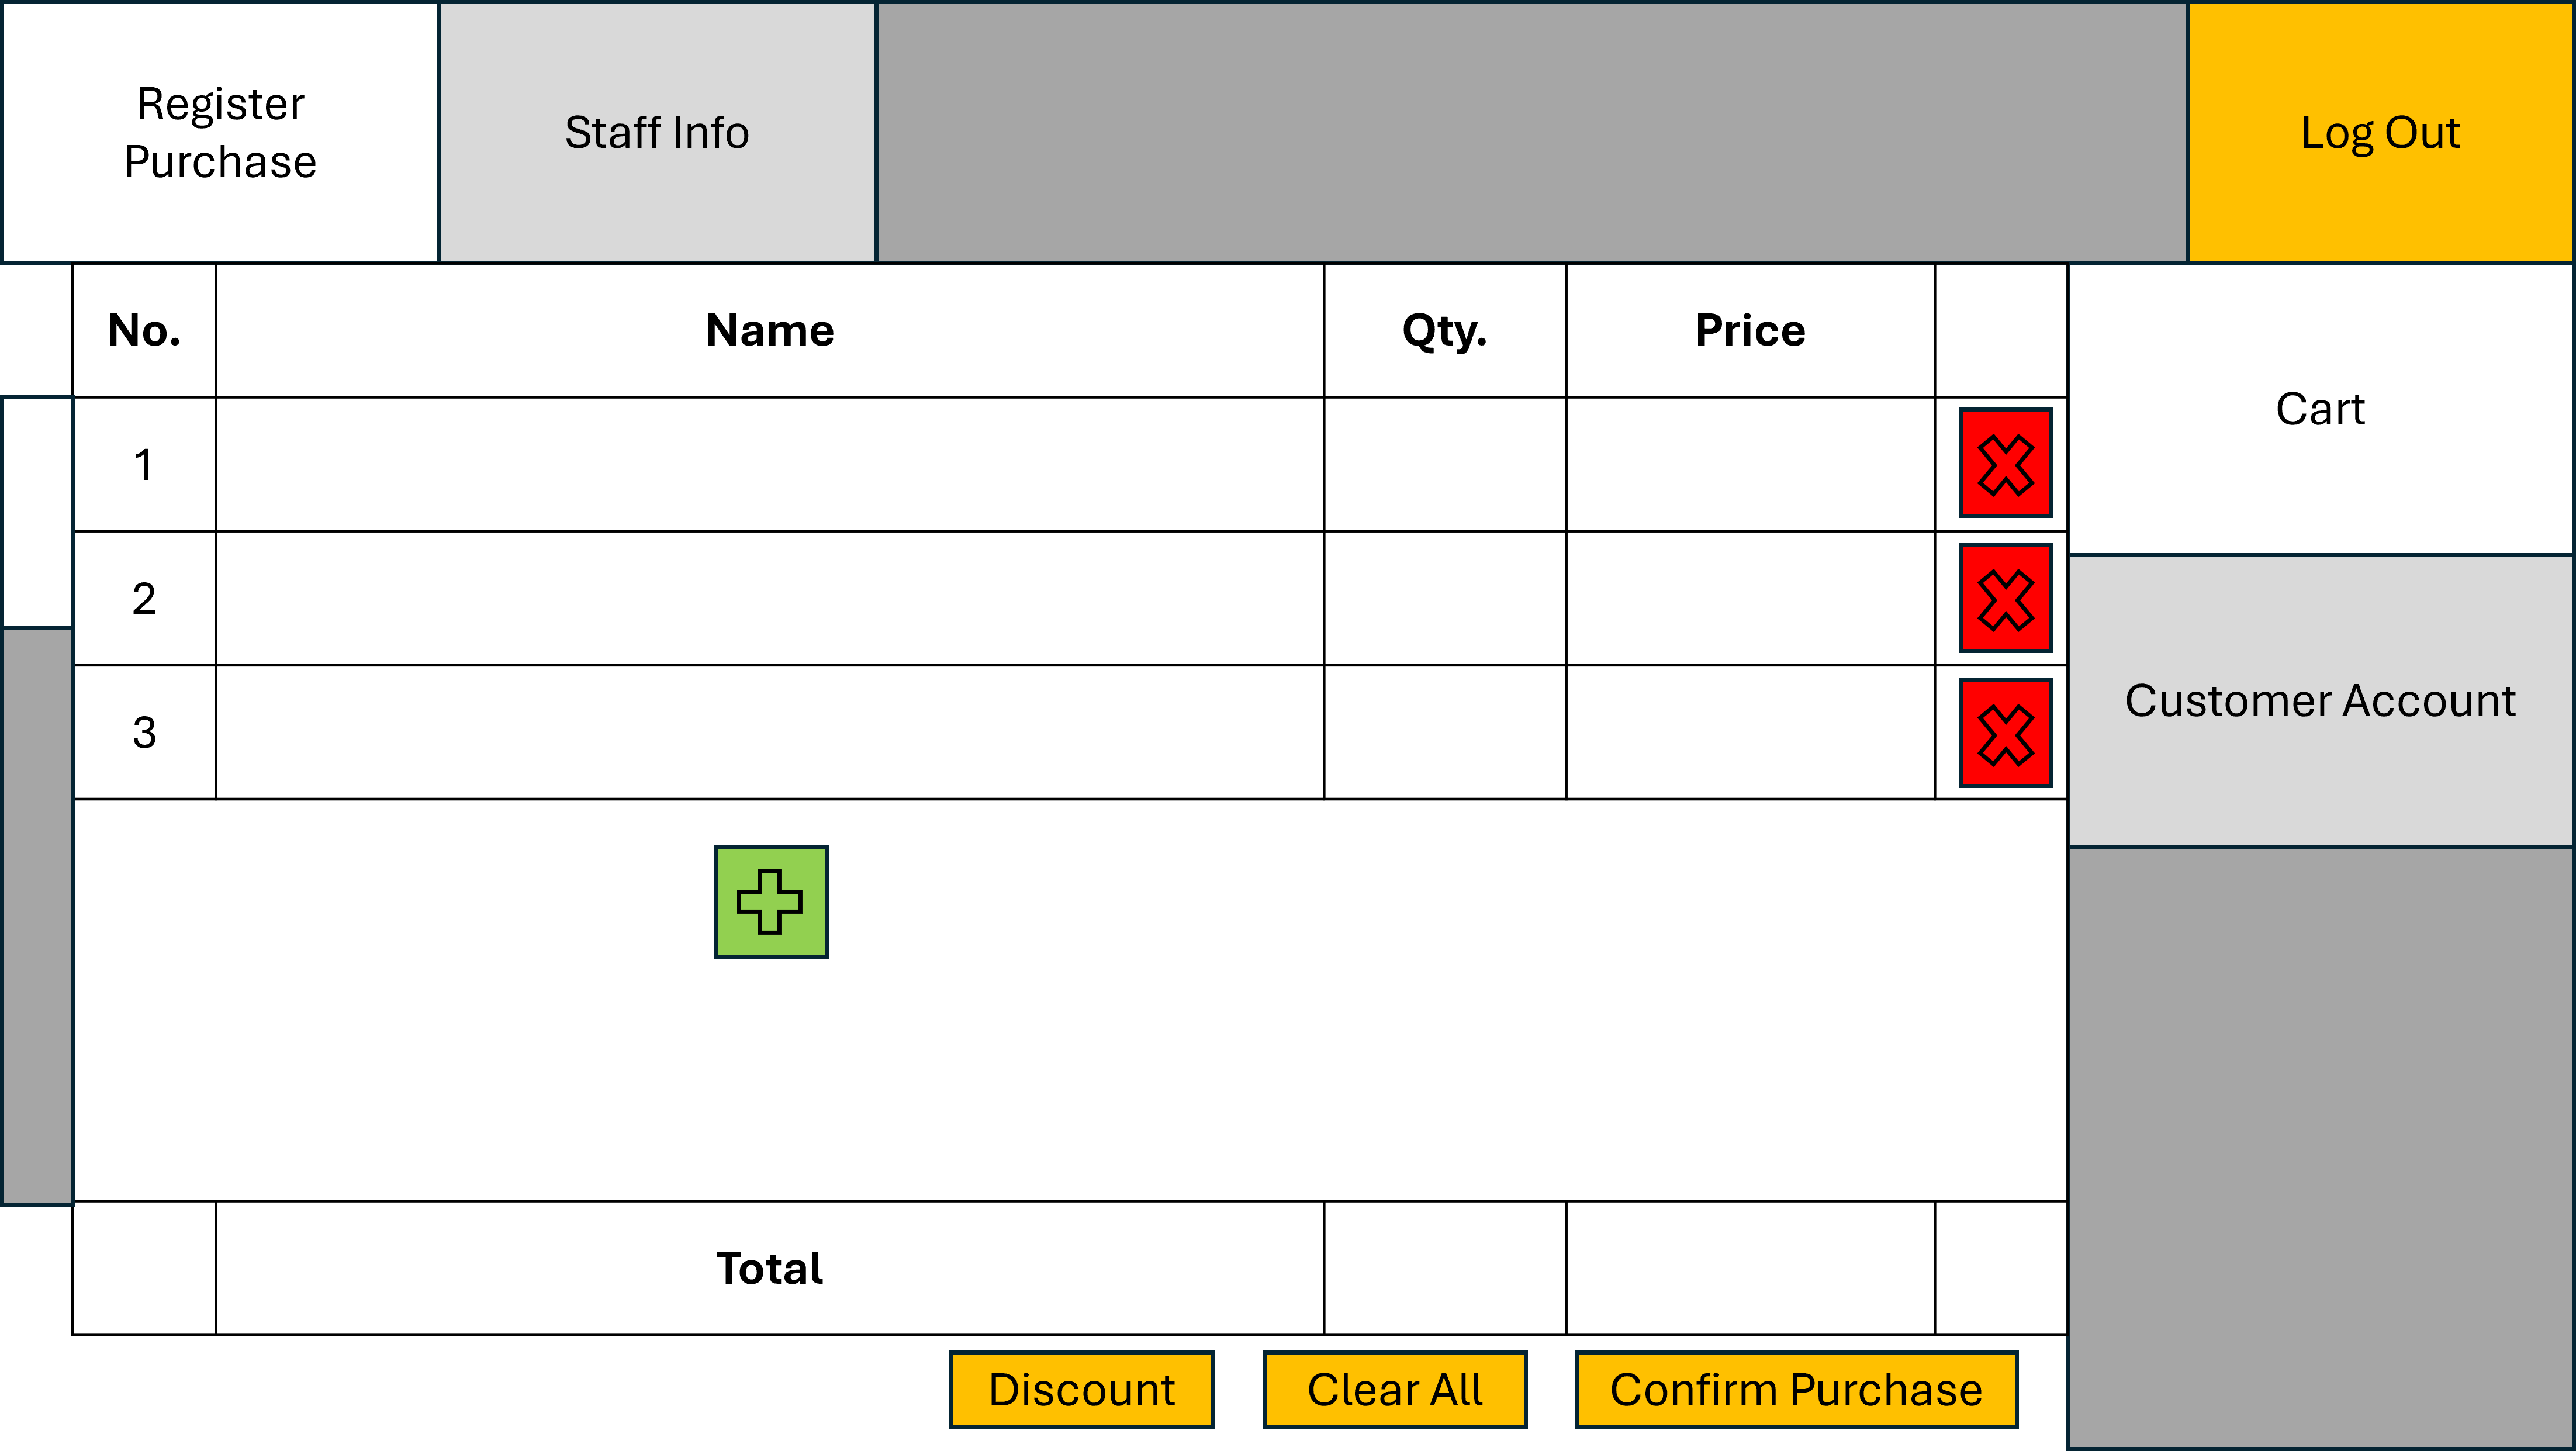 Register
Purchase
Staff Info
Log Out
No.
Name
Qty.
Price
Cart
1
2
Customer Account
3
Total
Discount
Clear All
Confirm Purchase